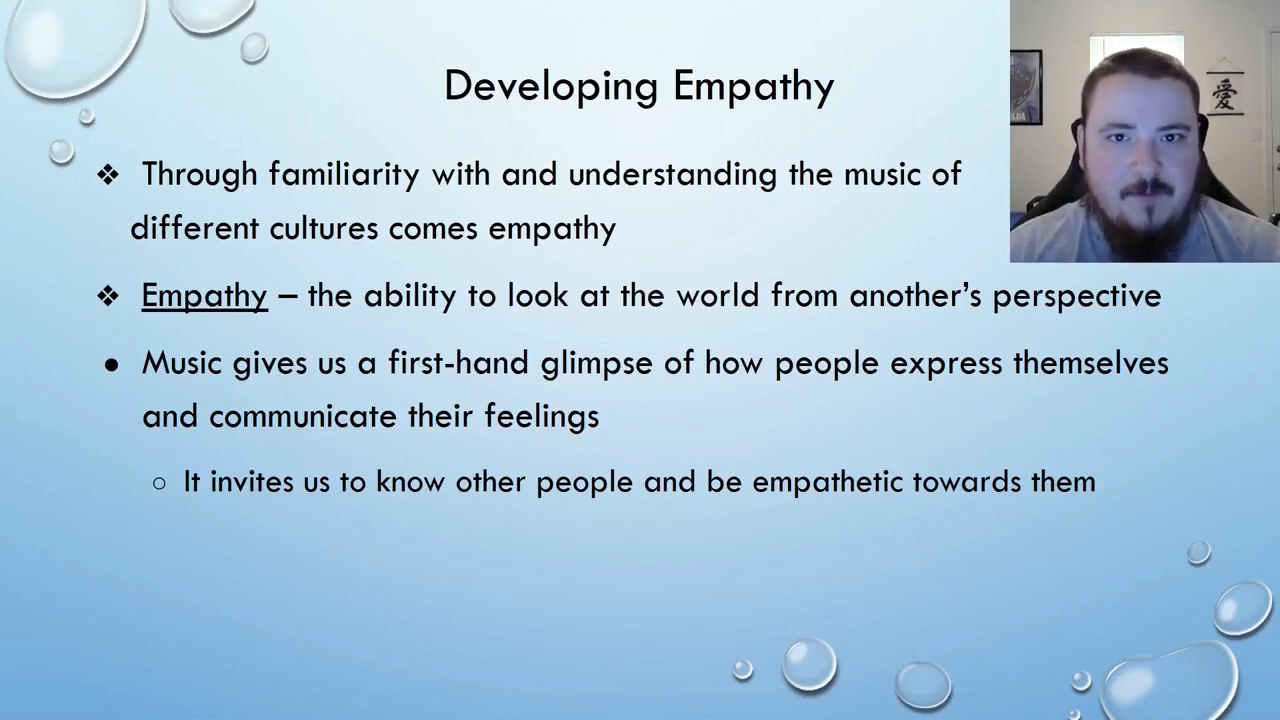 Developing Empathy
❖ Through familiarity with and understanding the music of
different cultures comes empathy
❖ Empathy – the ability to look at the world from another's perspective
● Music gives us a first-hand glimpse of how people express themselves
and communicate their feelings
○ It invites us to know other people and be empathetic towards them
愛